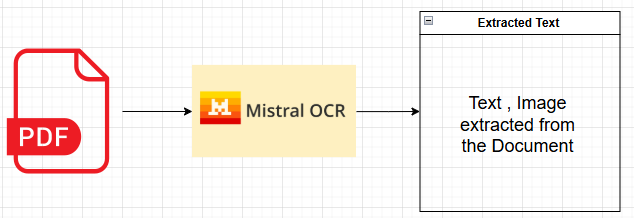 PDF
Mistral OCR
Extracted Text
Text , Image
extracted from
the Document